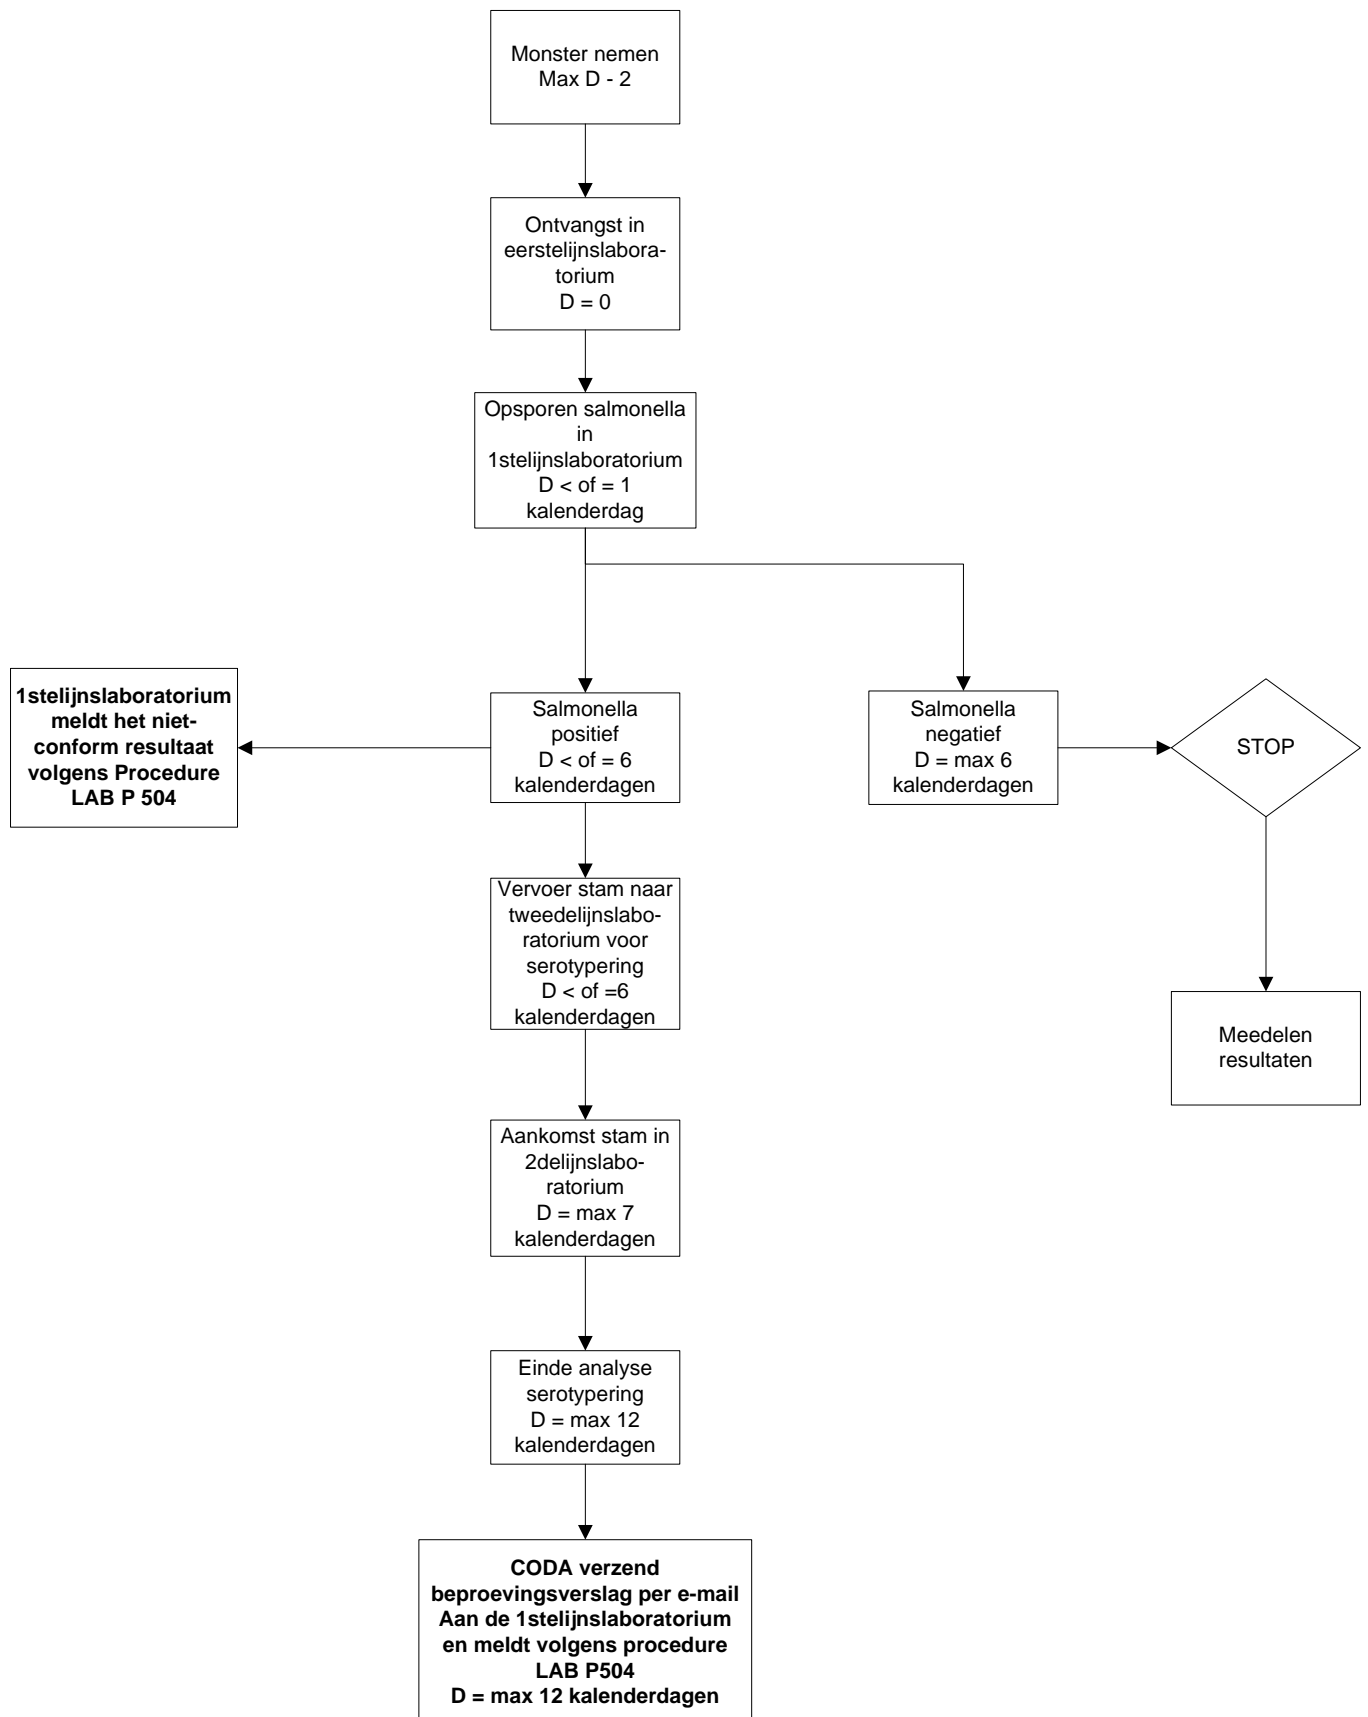 Monster nemen
Max D - 2
Ontvangst in
eerstelijnslabora-
torium
D = 0
Opsporen salmonella
in
1stelijnslaboratorium
D < of = 1
kalenderdag
1stelijnslaboratorium
meldt het niet-
conform resultaat
volgens Procedure
LAB P 504
Salmonella
positief
D < of = 6
kalenderdagen
Salmonella
negatief
D = max 6
kalenderdagen
STOP
Vervoer stam naar
tweedelijnslabo-
ratorium voor
serotypering
D < of =6
kalenderdagen
Meedelen
resultaten
Aankomst stam in
2delijnslabo-
ratorium
D = max 7
kalenderdagen
Einde analyse
serotypering
D = max 12
kalenderdagen
CODA verzend
beproevingsverslag per e-mail
Aan de 1stelijnslaboratorium
en meldt volgens procedure
LAB P504
D = max 12 kalenderdagen